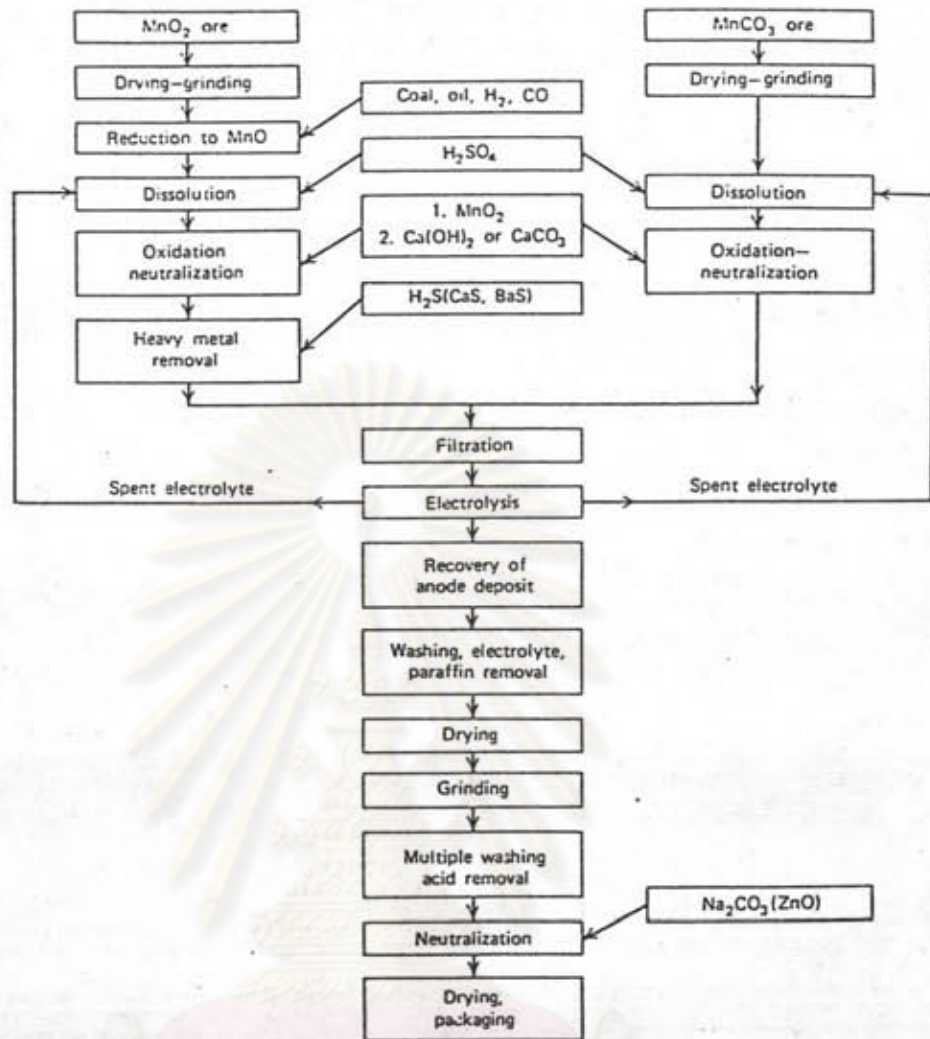 MnO₂ ore
MnCO₃ ore
Drying—grinding
Drying—grinding
Coal, oil, H₂, CO
Reduction to MnO
H₂SO₄
Dissolution
Dissolution
1. MnO₂
2. Ca(OH)₂ or CaCO₃
Oxidation
neutralization
Oxidation—
neutralization
H₂S(CaS, BaS)
Heavy metal
removal
Filtration
Spent electrolyte
Electrolysis
Spent electrolyte
Recovery of
anode deposit
Washing, electrolyte,
paraffin removal
Drying
Grinding
Multiple washing
acid removal
Na₂CO₃(ZnO)
Neutralization
Drying,
packaging